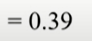 = 0.39